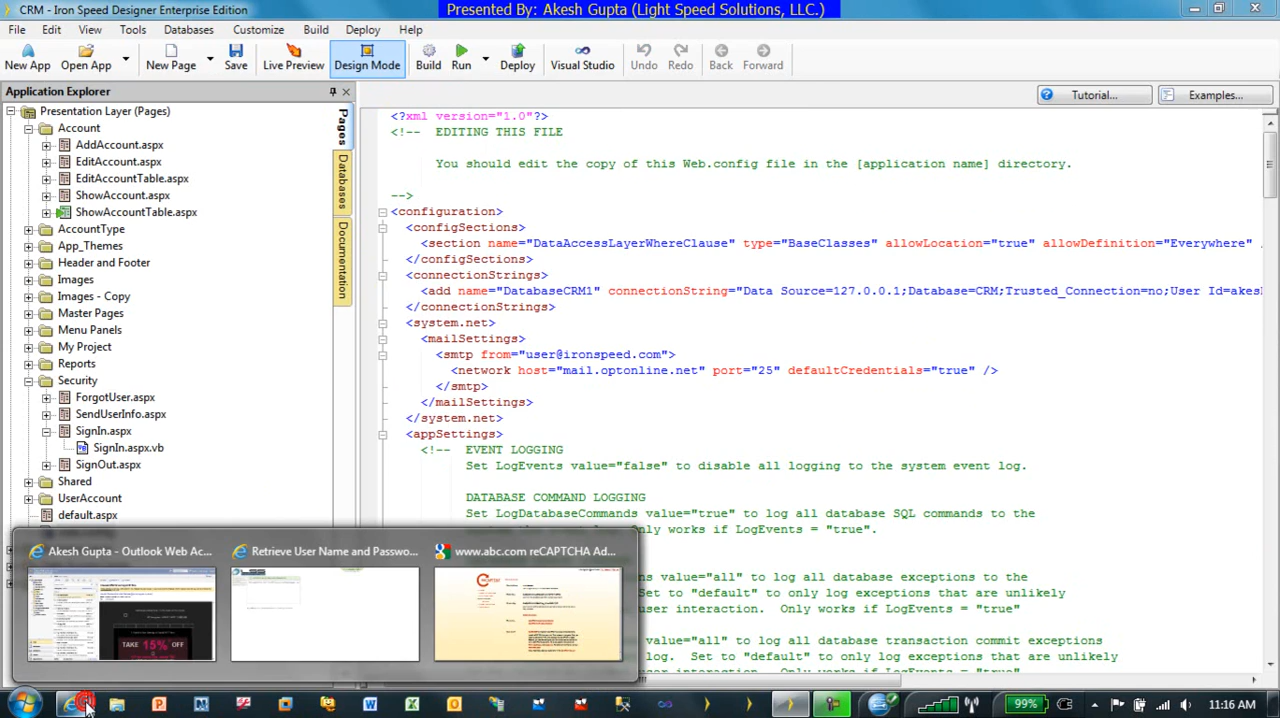 CRM - Iron Speed Designer Enterprise Edition
Presented By: Akesh Gupta (Light Speed Solutions, LLC.)
File Edit View Tools Databases Customize Build Deploy Help
New App Open App New Page Save Live Preview Design Mode Build Run Deploy Visual Studio Undo Redo Back Forward
Application Explorer
Tutorial... Examples...
Presentation Layer (Pages)
Account
AddAccount.aspx
EditAccount.aspx
EditAccountTable.aspx
ShowAccount.aspx
ShowAccountTable.aspx
AccountType
App_Themes
Header and Footer
Images
Images - Copy
Master Pages
Menu Panels
My Project
Reports
Security
ForgotUser.aspx
SendUserInfo.aspx
SignIn.aspx
SignIn.aspx.vb
SignOut.aspx
Shared
UserAccount
default.aspx
Pages
Databases
Documentation
<?xml version="1.0"?>
<!-- EDITING THIS FILE
You should edit the copy of this Web.config file in the [application name] directory.
-->
<configuration>
<configSections>
<section name="DataAccessLayerWhereClause" type="BaseClasses" allowLocation="true" allowDefinition="Everywhere"
</configSections>
<connectionStrings>
<add name="DatabaseCRM1" connectionString="Data Source=127.0.0.1;Database=CRM;Trusted_Connection=no;User Id=akesh
</connectionStrings>
<system.net>
<mailSettings>
<smtp from="user@ironspeed.com">
<network host="mail.optonline.net" port="25" defaultCredentials="true" />
</smtp>
</mailSettings>
</system.net>
<appSettings>
<!-- EVENT LOGGING
Set LogEvents value="false" to disable all logging to the system event log.
DATABASE COMMAND LOGGING
Set LogDatabaseCommands value="true" to log all database SQL commands to the
Only works if LogEvents = "true".
s value="all" to log all database exceptions to the
set to "default" to only log exceptions that are unlikely
user interaction. Only works if LogEvents = "true"
value="all" to log all database transaction commit exceptions
log. Set to "default" to only log exceptions that are unlikely
Akesh Gupta - Outlook Web Ac... Retrieve User Name and Passwo... www.abc.com reCAPTCHA Ad...
TAKE 15% OFF
99% 11:16 AM